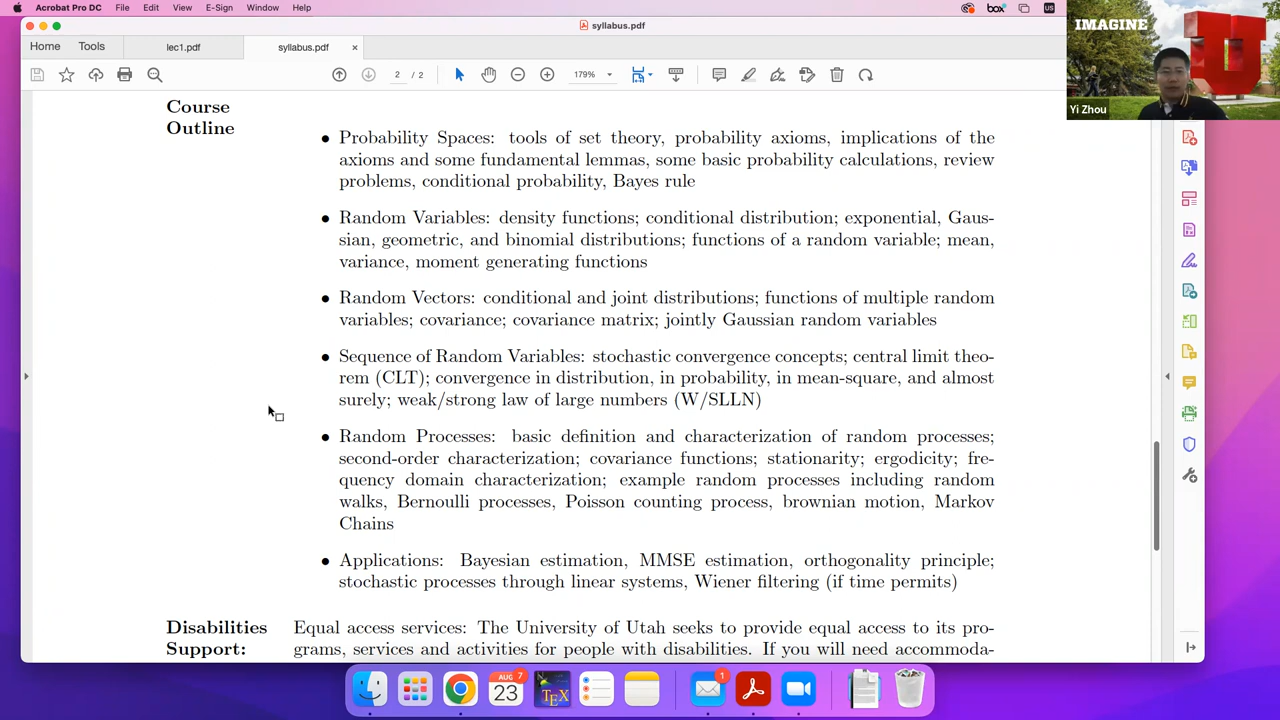 Acrobat Pro DC File Edit View E-Sign Window Help
box
US
syllabus.pdf
Home Tools lec1.pdf syllabus.pdf ×
2 / 2 179%
IMAGINE
U
Yi Zhou
Course
Outline
• Probability Spaces: tools of set theory, probability axioms, implications of the
axioms and some fundamental lemmas, some basic probability calculations, review
problems, conditional probability, Bayes rule
• Random Variables: density functions; conditional distribution; exponential, Gaus-
sian, geometric, and binomial distributions; functions of a random variable; mean,
variance, moment generating functions
• Random Vectors: conditional and joint distributions; functions of multiple random
variables; covariance; covariance matrix; jointly Gaussian random variables
• Sequence of Random Variables: stochastic convergence concepts; central limit theo-
rem (CLT); convergence in distribution, in probability, in mean-square, and almost
surely; weak/strong law of large numbers (W/SLLN)
• Random Processes: basic definition and characterization of random processes;
second-order characterization; covariance functions; stationarity; ergodicity; fre-
quency domain characterization; example random processes including random
walks, Bernoulli processes, Poisson counting process, brownian motion, Markov
Chains
• Applications: Bayesian estimation, MMSE estimation, orthogonality principle;
stochastic processes through linear systems, Wiener filtering (if time permits)
Disabilities Equal access services: The University of Utah seeks to provide equal access to its pro-
Support: grams, services and activities for people with disabilities. If you will need accommoda-
AUG 7
23
TEX
1